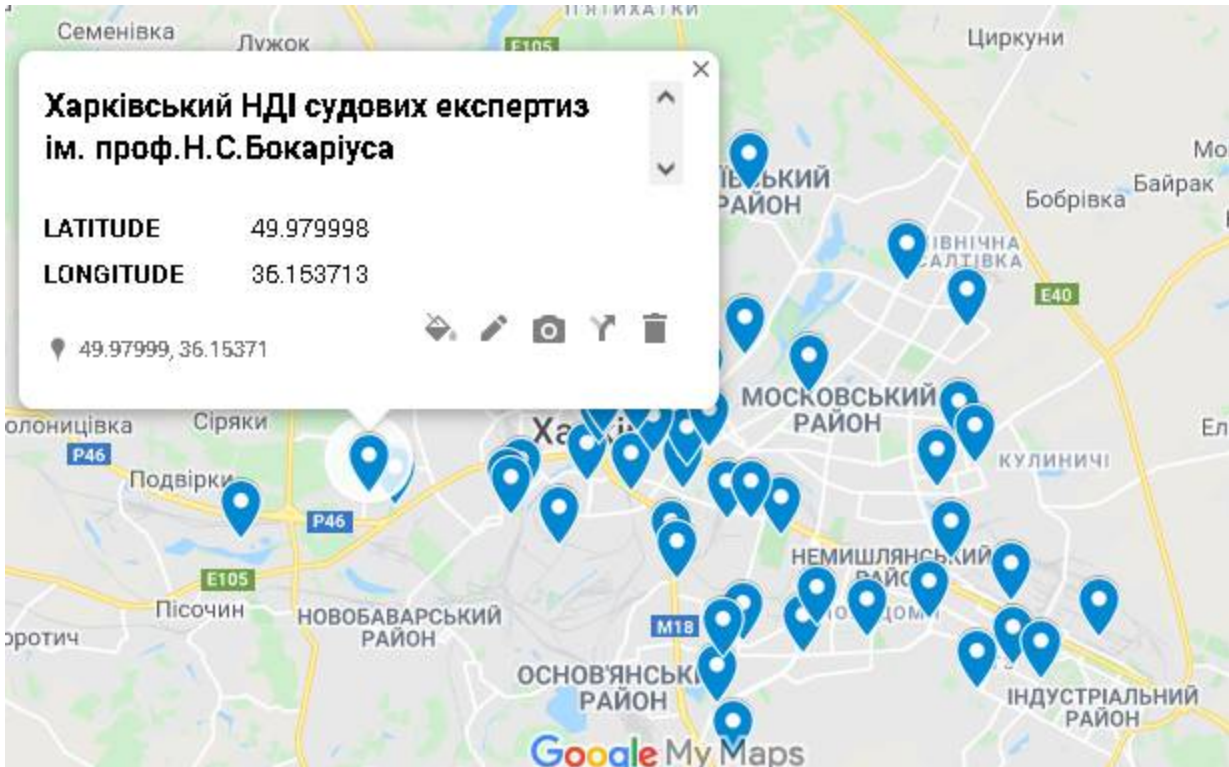 П'ЯТИХАТКИ
Семенівка
Лужок
E105
Циркуни
Харківський НДІ судових експертиз
ім. проф.Н.С.Бокаріуса
LATITUDE 49.979998
LONGITUDE 36.153713
49.97999, 36.15371
РАЙОН
Бобрівка
Байрак
E40
МОСКОВСЬКИЙ
РАЙОН
Сіряки
P46
КУЛИНИЧІ
Подвірки
P46
E105
НЕМИШЛЯНСЬКИЙ
Пісочин
НОВОБАВАРСЬКИЙ
РАЙОН
M18
РАЙОН
ІНДУСТРІАЛЬНИЙ
РАЙОН
Google My Maps